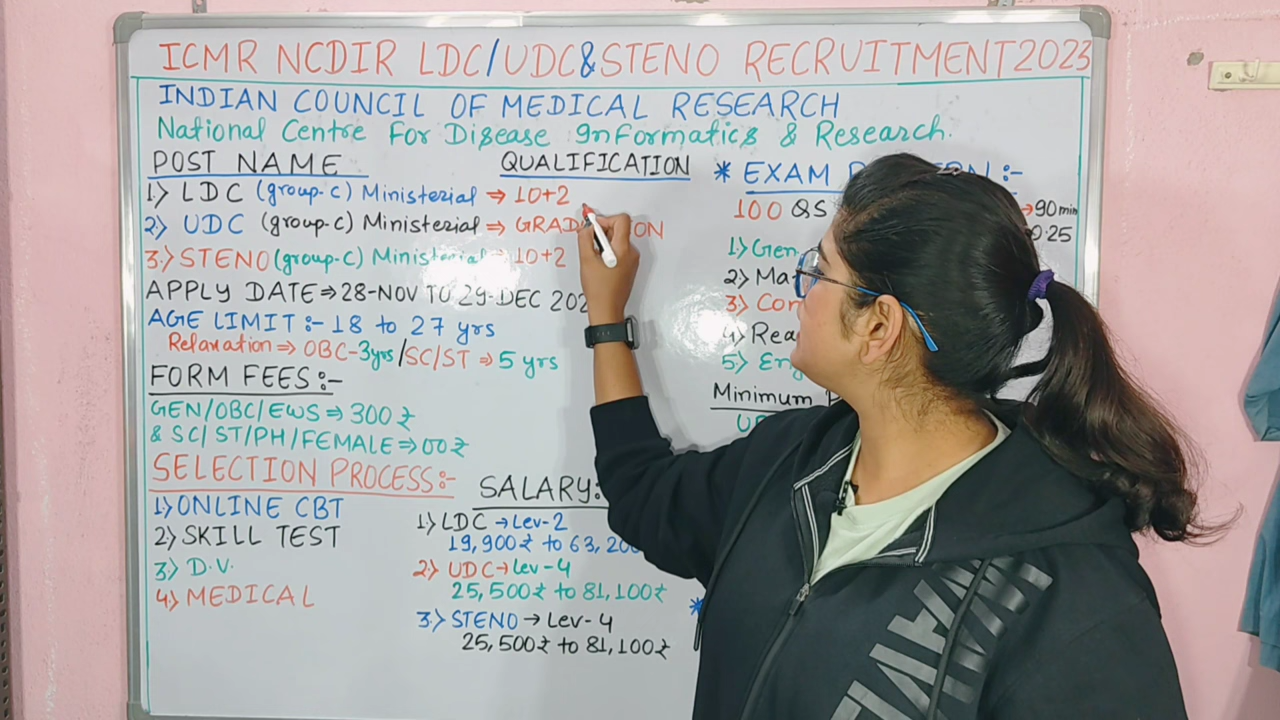 ICMR NCDIR LDC/UDC&STENO RECRUITMENT2023
INDIAN COUNCIL OF MEDICAL RESEARCH
National Centre For Disease Informatics & Research.
POST NAME QUALIFICATION
1) LDC (group-c) Ministerial ⇒ 10+2
2) UDC (group-c) Ministerial ⇒
3.) STENO(group-c) Ministerial ⇒ 10+2
APPLY DATE⇒28-NOV TO 29-DEC
AGE LIMIT:- 18 to 27 yrs
Relaxation⇒ OBC-3yrs/SC/ST ⇒ 5 yrs
FORM FEES:-
GEN/OBC/EWS⇒300₹
& SC/ST/PH/FEMALE⇒00₹
SELECTION PROCESS:-
1) ONLINE CBT
2) SKILL TEST
3) D.V.
4) MEDICAL
SALARY:
1) LDC →Lev-2
19,900₹ to 63,200
2.) UDC→Lev-4
25,500₹ to 81,100₹
3.) STENO →Lev-4
25,500₹ to 81,100₹
* EXAM
100 QS →90min
0.25
1)
2)
3)
4)
5)
Minimum